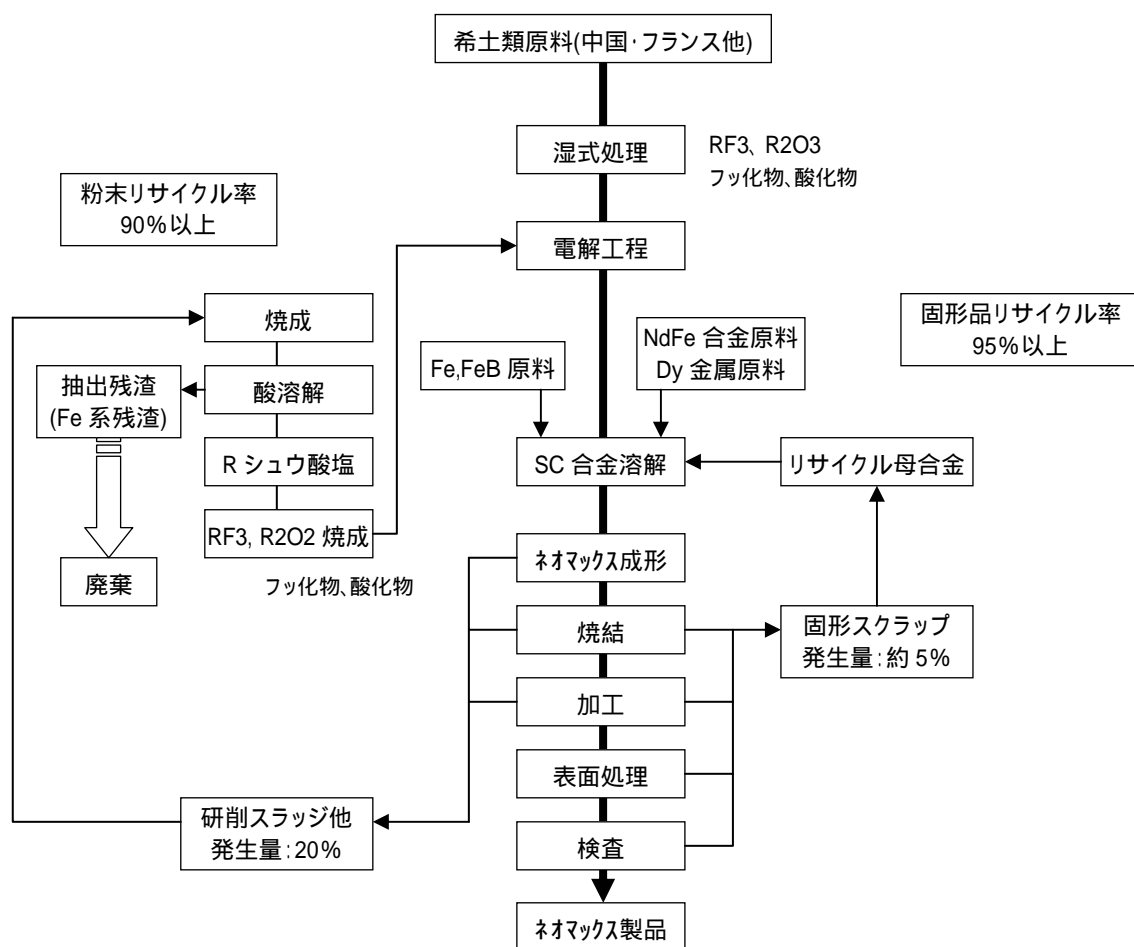 希土類原料(中国・フランス他)
湿式処理
RF3、R2O3
フッ化物、酸化物
粉末リサイクル率
90%以上
電解工程
焼成
固形品リサイクル率
95%以上
Fe,FeB 原料
NdFe 合金原料
Dy 金属原料
抽出残渣
(Fe 系残渣)
酸溶解
R シュウ酸塩
SC 合金溶解
リサイクル母合金
RF3, R2O2 焼成
フッ化物、酸化物
廃棄
ネオマックス成形
焼結
固形スクラップ
発生量:約 5%
加工
表面処理
研削スラッジ他
発生量:20%
検査
ネオマックス製品